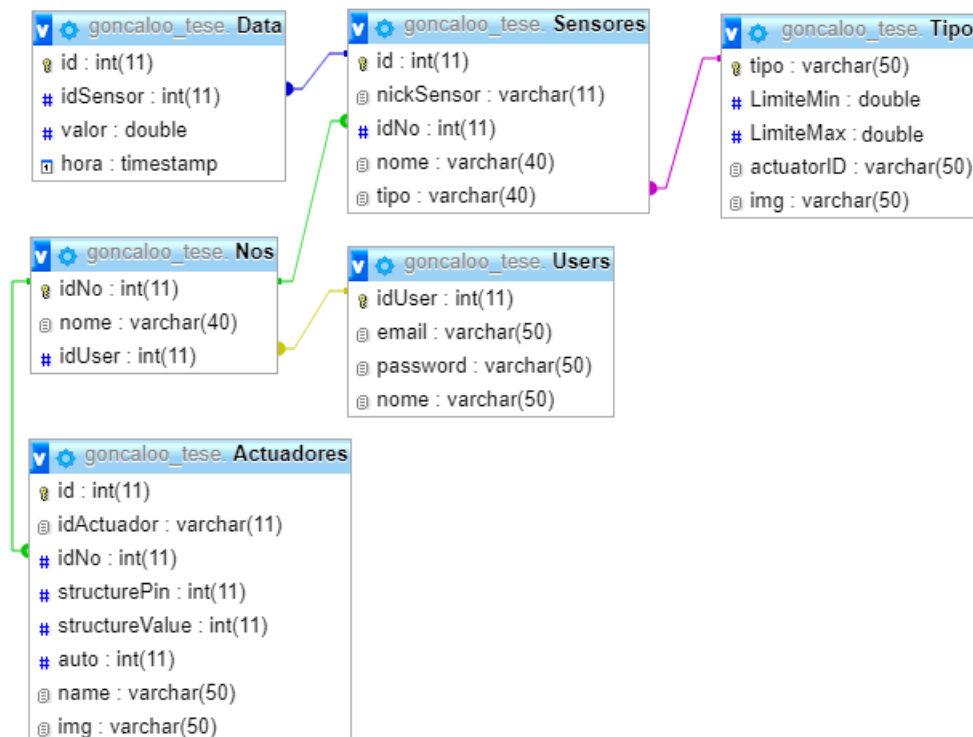 goncaloo_tese. Data
id : int(11)
idSensor : int(11)
valor : double
hora : timestamp
goncaloo_tese. Sensores
id : int(11)
nickSensor : varchar(11)
idNo : int(11)
nome : varchar(40)
tipo : varchar(40)
goncaloo_tese. Tipo
tipo : varchar(50)
LimiteMin : double
LimiteMax : double
actuatorID : varchar(50)
img : varchar(50)
goncaloo_tese. Nos
idNo : int(11)
nome : varchar(40)
idUser : int(11)
goncaloo_tese. Users
idUser : int(11)
email : varchar(50)
password : varchar(50)
nome : varchar(50)
goncaloo_tese. Actuadores
id : int(11)
idActuador : varchar(11)
idNo : int(11)
structurePin : int(11)
structureValue : int(11)
auto : int(11)
name : varchar(50)
img : varchar(50)